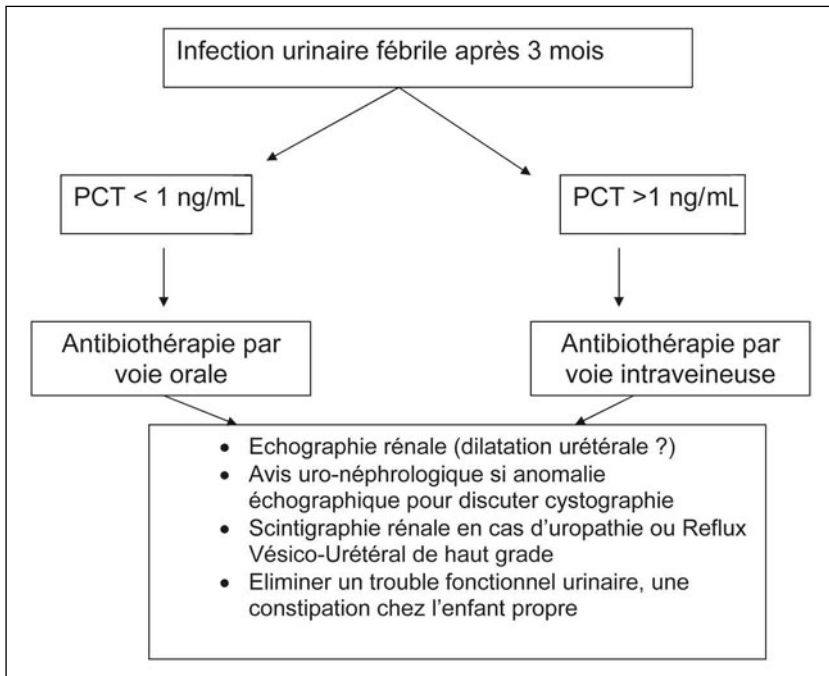 Infection urinaire fébrile après 3 mois
PCT < 1 ng/mL
PCT >1 ng/mL
Antibiothérapie par
voie orale
Antibiothérapie par
voie intraveineuse
• Echographie rénale (dilatation urétérale ?)
• Avis uro-néphrologique si anomalie
échographique pour discuter cystographie
• Scintigraphie rénale en cas d’uropathie ou Reflux
Vésico-Urétéral de haut grade
• Eliminer un trouble fonctionnel urinaire, une
constipation chez l’enfant propre